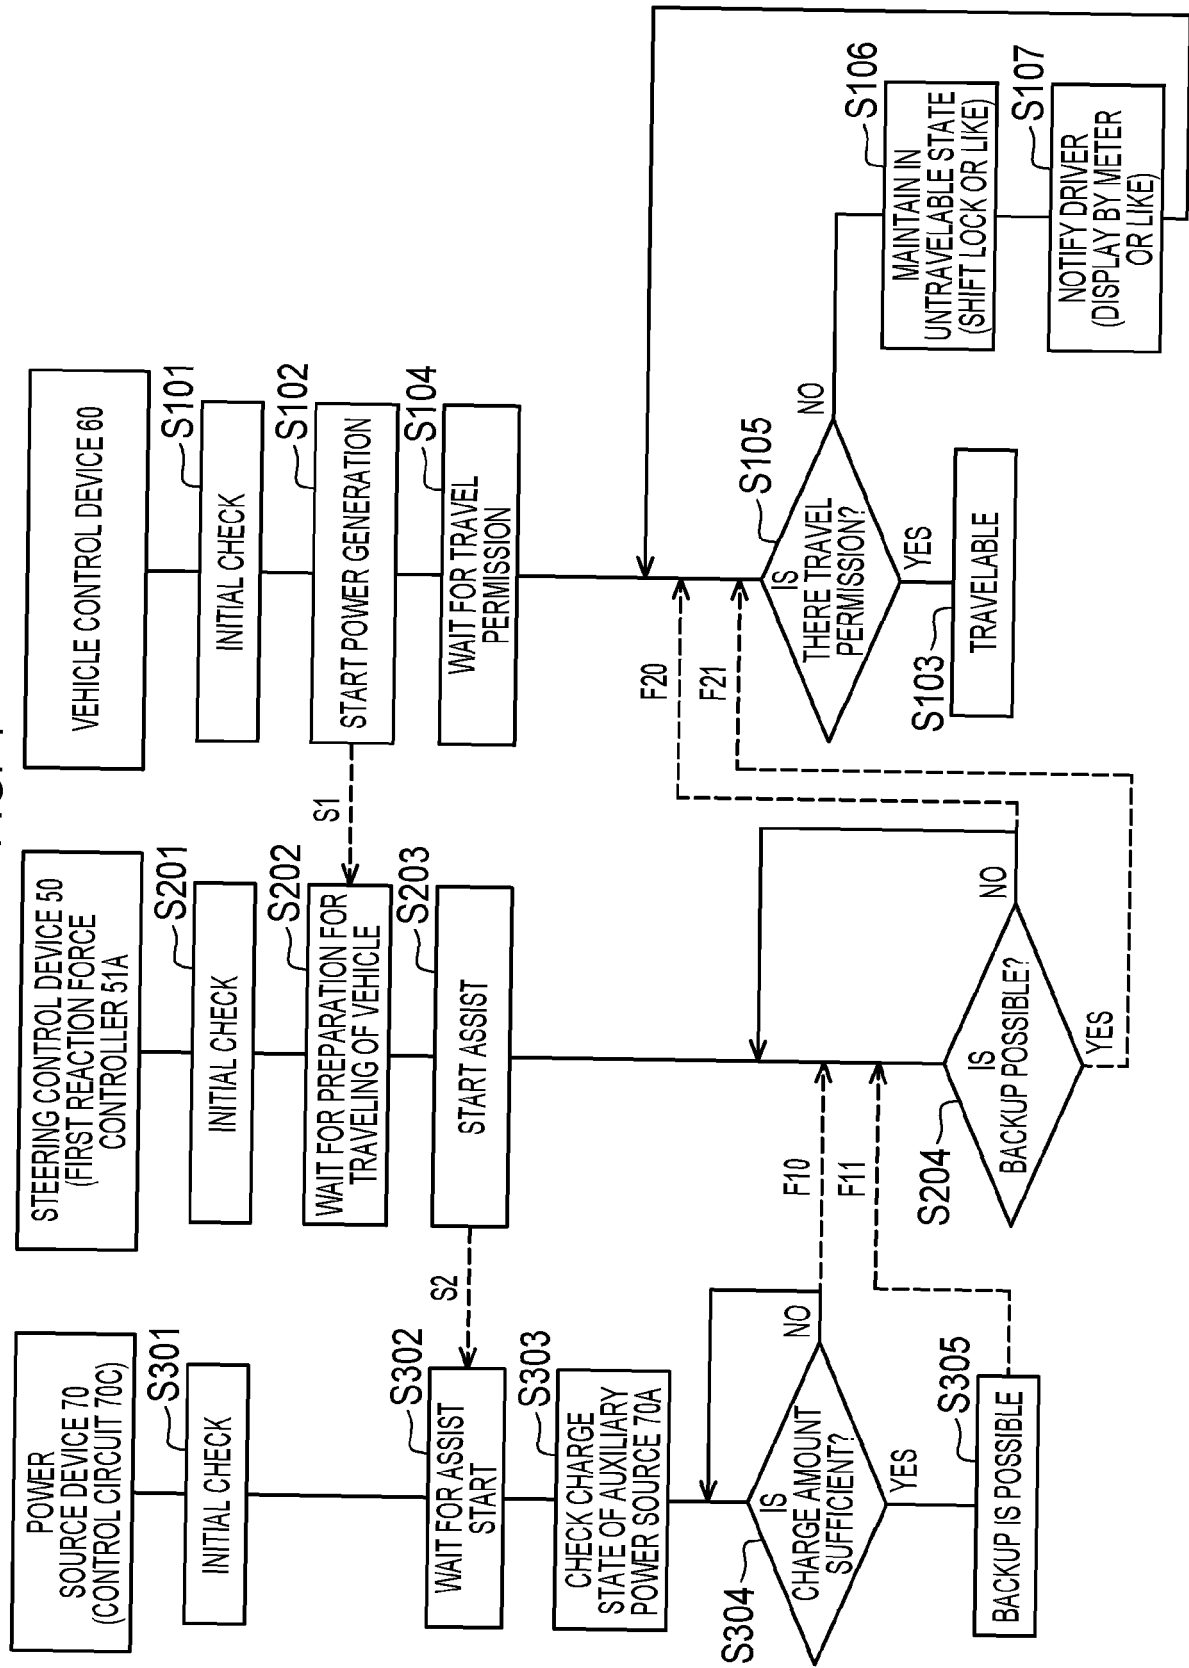 POWER
SOURCE DEVICE 70
(CONTROL CIRCUIT 70C)
S301
INITIAL CHECK
S302
WAIT FOR ASSIST
START
S303
CHECK CHARGE
STATE OF AUXILIARY
POWER SOURCE 70A
S304
IS
CHARGE AMOUNT
SUFFICIENT?
NO
YES
S305
BACKUP IS POSSIBLE
S2
F10
F11
STEERING CONTROL DEVICE 50
(FIRST REACTION FORCE
CONTROLLER 51A
S201
INITIAL CHECK
S202
WAIT FOR PREPARATION FOR
TRAVELING OF VEHICLE
S203
START ASSIST
S204
IS
BACKUP POSSIBLE?
NO
YES
S1
F20
F21
VEHICLE CONTROL DEVICE 60
S101
INITIAL CHECK
S102
START POWER GENERATION
S104
WAIT FOR TRAVEL
PERMISSION
S105
IS
THERE TRAVEL
PERMISSION?
NO
YES
S103
TRAVELABLE
S106
MAINTAIN IN
UNTRAVELABLE STATE
(SHIFT LOCK OR LIKE)
S107
NOTIFY DRIVER
(DISPLAY BY METER
OR LIKE)